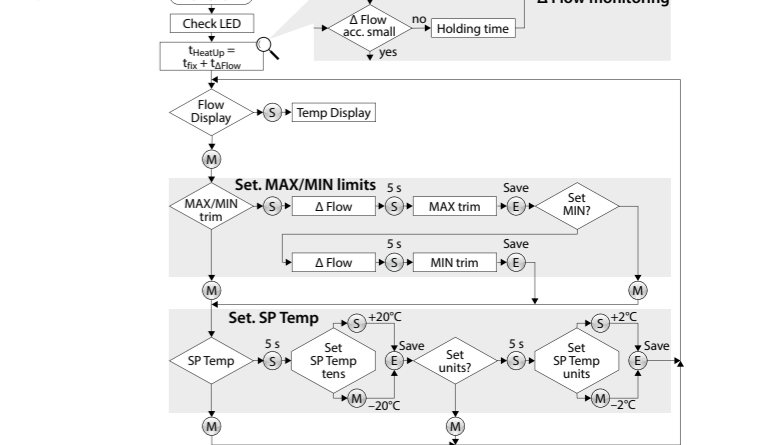 Δ Flow monitoring
Check LED
Δ Flow
acc. small
no
Holding time
yes
tHeatUp =
tfix + tΔFlow
Flow
Display
S
Temp Display
M
Set. MAX/MIN limits
MAX/MIN
trim
S
Δ Flow
5 s
S
MAX trim
Save
E
Set
MIN?
Δ Flow
5 s
S
MIN trim
Save
E
M
M
Set. SP Temp
SP Temp
5 s
S
Set
SP Temp
tens
S
+20°C
M
–20°C
Save
E
Set
units?
5 s
S
Set
SP Temp
units
S
+2°C
M
–2°C
Save
E
M
M